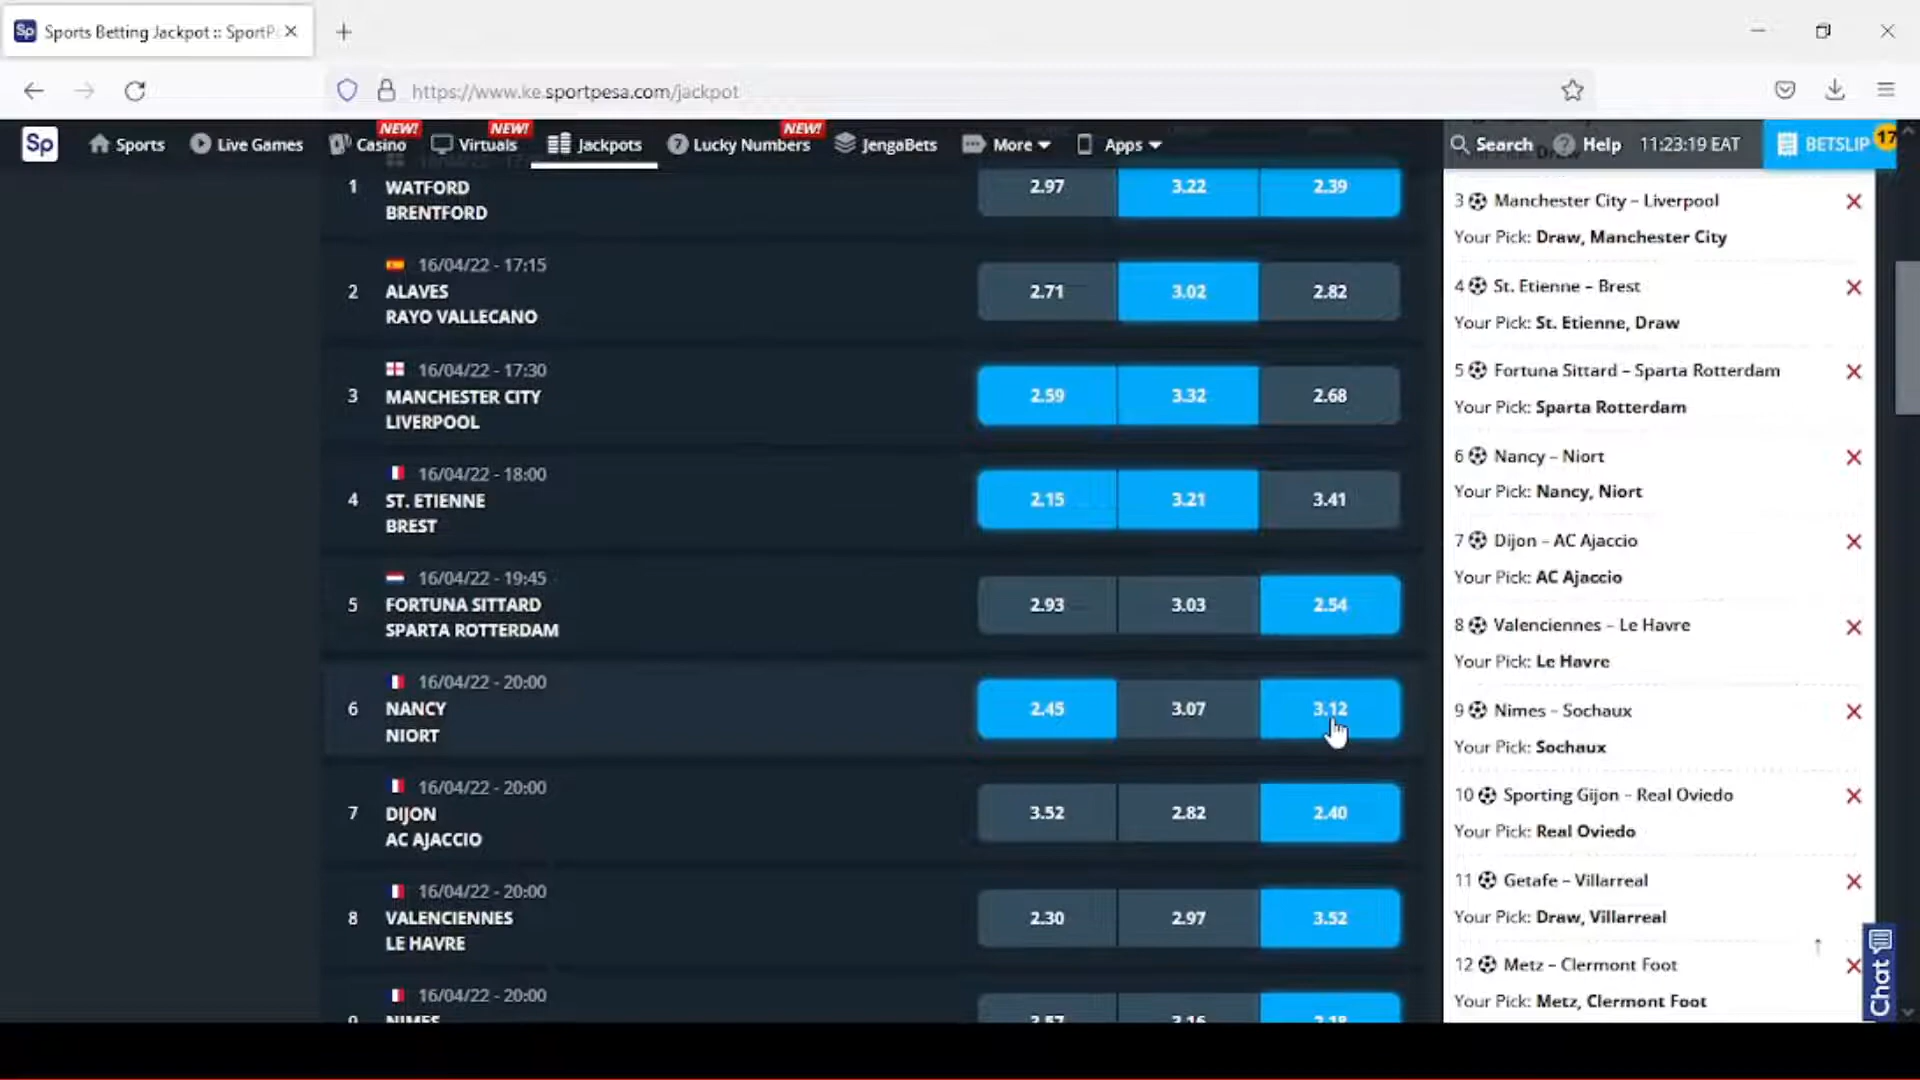 Sp Sports Betting Jackpot :: SportP
https://www.ke.sportpesa.com/jackpot
Sp Sports Live Games NEW! Casino NEW! Virtuals Jackpots NEW! Lucky Numbers JengaBets More Apps Search Help 11:23:19 EAT BETSLIP 17
1
WATFORD
BRENTFORD
2.97 3.22 2.39
16/04/22 - 17:15
2
ALAVES
RAYO VALLECANO
2.71 3.02 2.82
16/04/22 - 17:30
3
MANCHESTER CITY
LIVERPOOL
2.59 3.32 2.68
16/04/22 - 18:00
4
ST. ETIENNE
BREST
2.15 3.21 3.41
16/04/22 - 19:45
5
FORTUNA SITTARD
SPARTA ROTTERDAM
2.93 3.03 2.54
16/04/22 - 20:00
6
NANCY
NIORT
2.45 3.07 3.12
16/04/22 - 20:00
7
DIJON
AC AJACCIO
3.52 2.82 2.40
16/04/22 - 20:00
8
VALENCIENNES
LE HAVRE
2.30 2.97 3.52
16/04/22 - 20:00
9
NIMES
2.57 3.16 2.18
3 Manchester City – Liverpool
Your Pick: Draw, Manchester City
4 St. Etienne – Brest
Your Pick: St. Etienne, Draw
5 Fortuna Sittard – Sparta Rotterdam
Your Pick: Sparta Rotterdam
6 Nancy – Niort
Your Pick: Nancy, Niort
7 Dijon – AC Ajaccio
Your Pick: AC Ajaccio
8 Valenciennes – Le Havre
Your Pick: Le Havre
9 Nimes – Sochaux
Your Pick: Sochaux
10 Sporting Gijon – Real Oviedo
Your Pick: Real Oviedo
11 Getafe – Villarreal
Your Pick: Draw, Villarreal
12 Metz – Clermont Foot
Your Pick: Metz, Clermont Foot
Chat